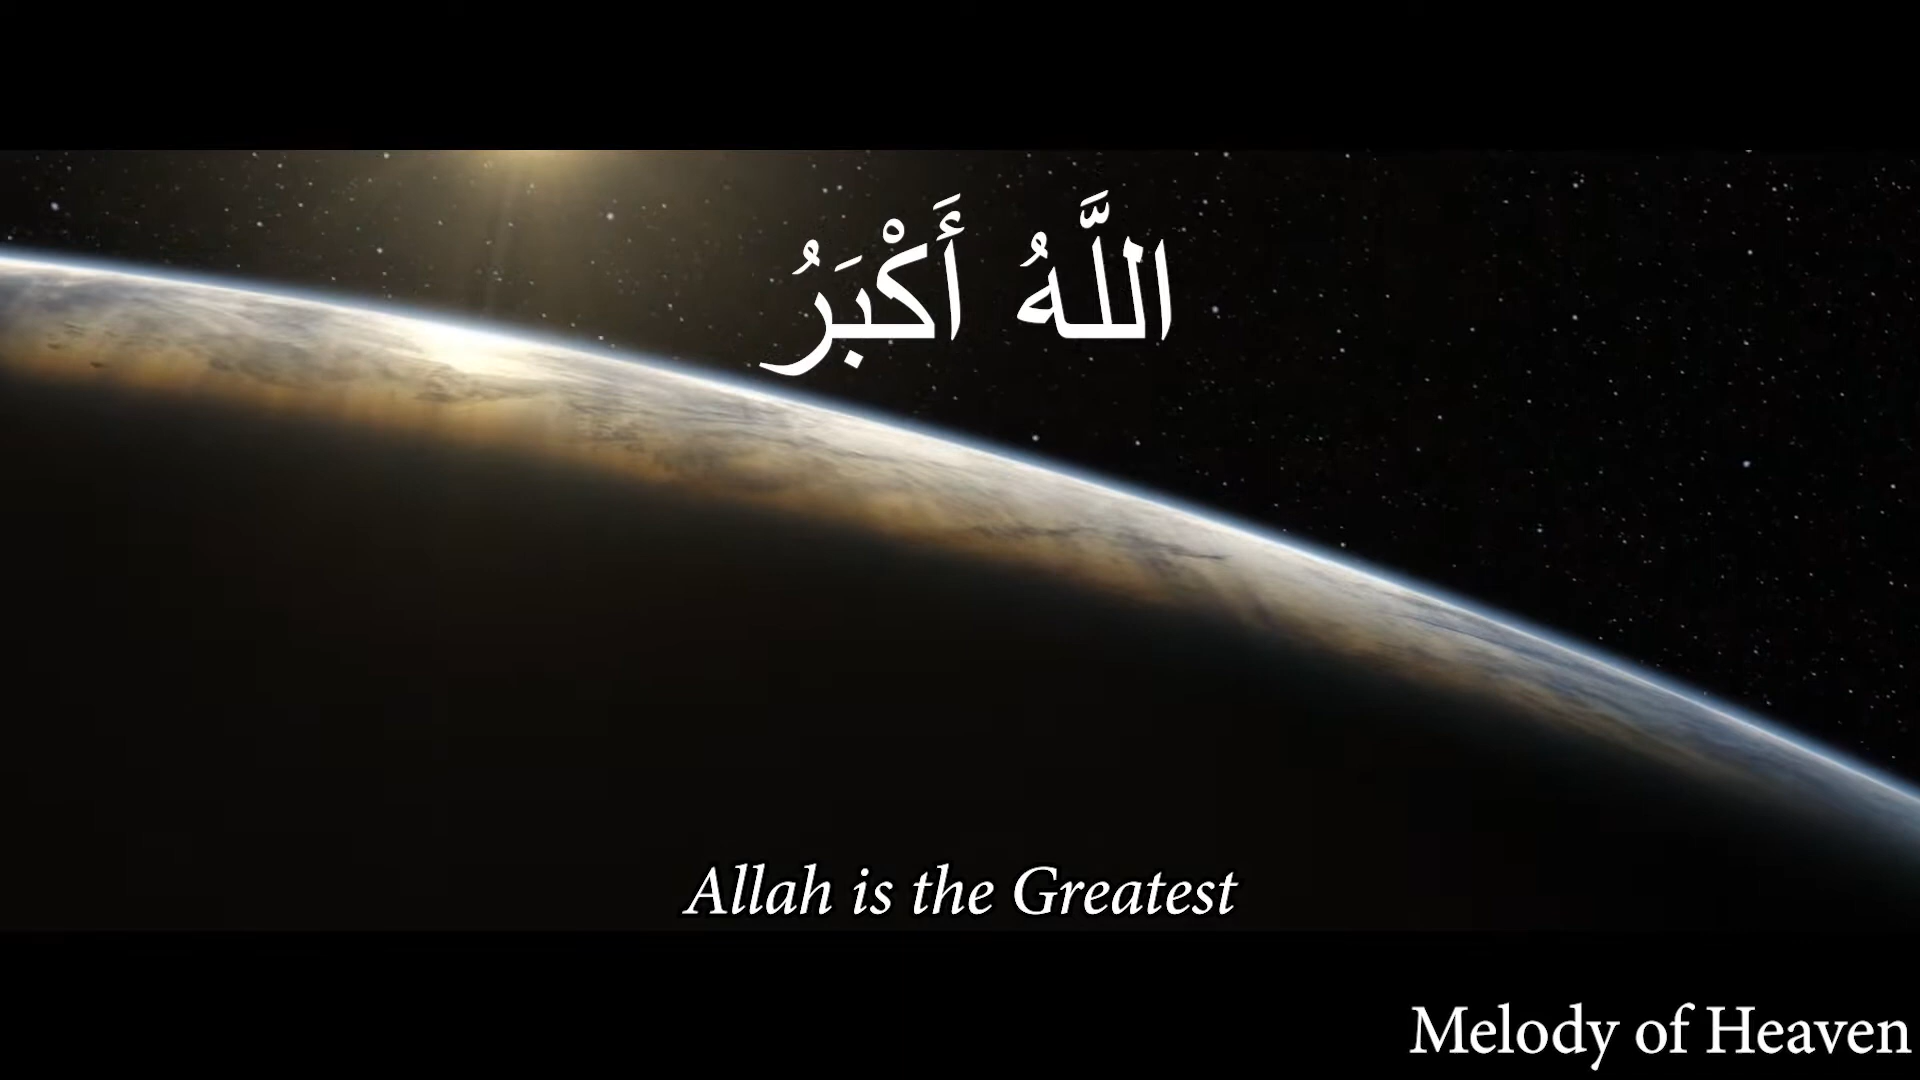 اللَّهُ أَكْبَرُ
Allah is the Greatest
Melody of Heaven